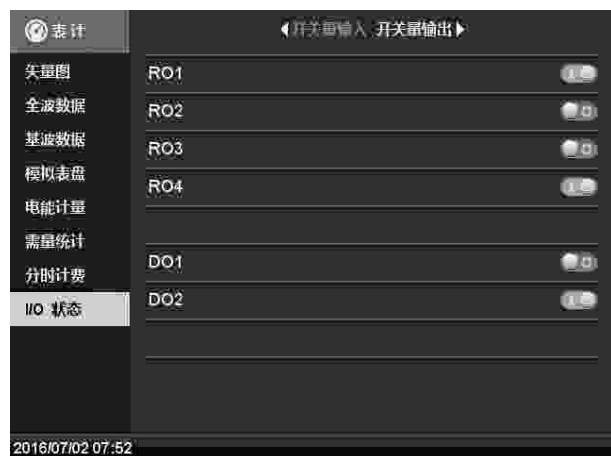 表计
开关量输入 开关量输出
矢量图
全波数据
基波数据
模拟表盘
电能计量
需量统计
分时计费
I/O 状态
RO1
RO2
RO3
RO4
DO1
DO2
2016/07/02 07:52